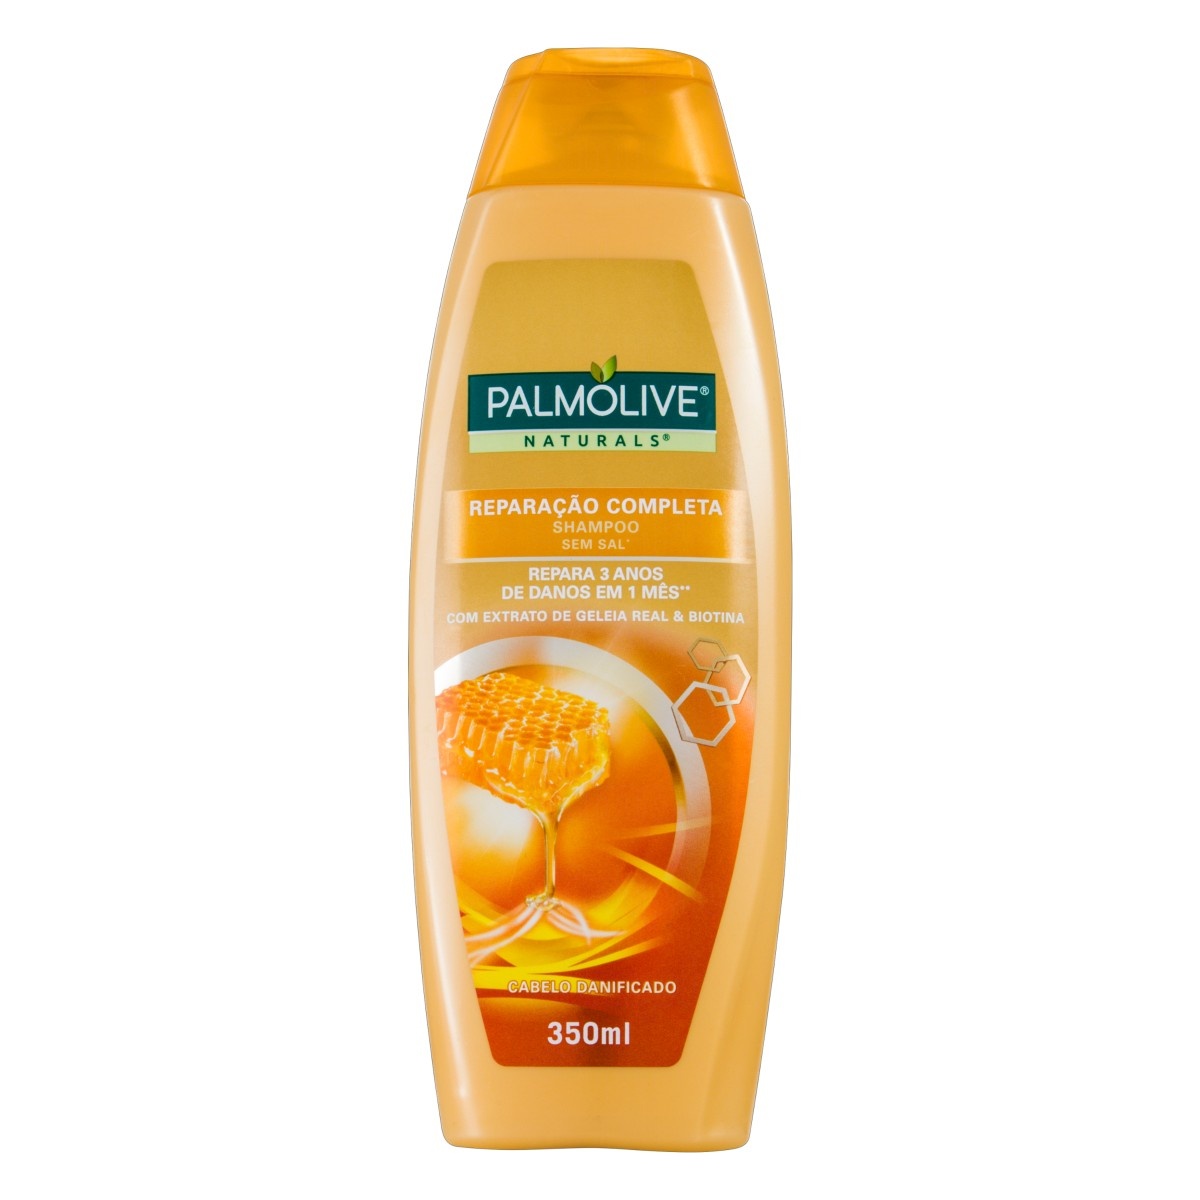 PALMOLIVE®
NATURALS®
REPARAÇÃO COMPLETA
SHAMPOO
SEM SAL*
REPARA 3 ANOS
DE DANOS EM 1 MÊS**
COM EXTRATO DE GELEIA REAL & BIOTINA
CABELO DANIFICADO
350ml